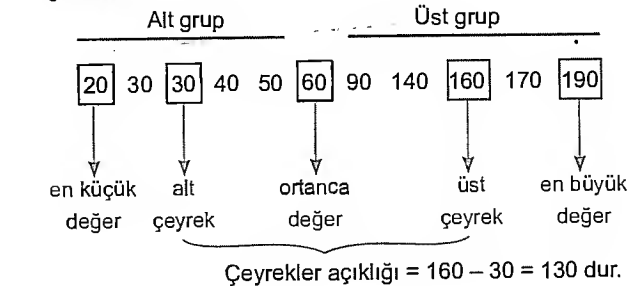 Alt grup Üst grup
20 30 30 40 50 60 90 140 160 170 190
en küçük alt ortanca üst en büyük
değer çeyrek değer çeyrek değer
Çeyrekler açıklığı = 160 – 30 = 130 dur.